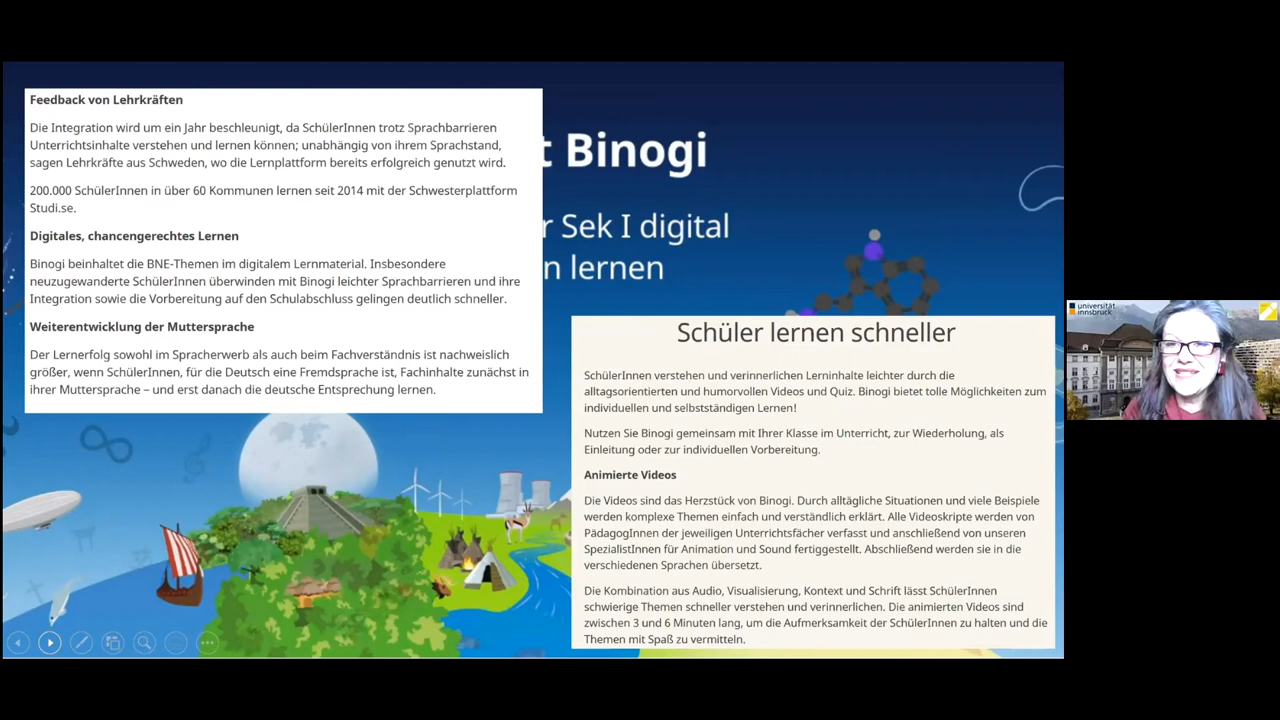 Feedback von Lehrkräften
Die Integration wird um ein Jahr beschleunigt, da SchülerInnen trotz Sprachbarrieren
Unterrichtsinhalte verstehen und lernen können; unabhängig von ihrem Sprachstand,
sagen Lehrkräfte aus Schweden, wo die Lernplattform bereits erfolgreich genutzt wird.
200.000 SchülerInnen in über 60 Kommunen lernen seit 2014 mit der Schwesterplattform
Studi.se.
Digitales, chancengerechtes Lernen
Binogi beinhaltet die BNE-Themen im digitalem Lernmaterial. Insbesondere
neuzugewanderte SchülerInnen überwinden mit Binogi leichter Sprachbarrieren und ihre
Integration sowie die Vorbereitung auf den Schulabschluss gelingen deutlich schneller.
Weiterentwicklung der Muttersprache
Der Lernerfolg sowohl im Spracherwerb als auch beim Fachverständnis ist nachweislich
größer, wenn SchülerInnen, für die Deutsch eine Fremdsprache ist, Fachinhalte zunächst in
ihrer Muttersprache – und erst danach die deutsche Entsprechung lernen.
t Binogi
r Sek I digital
n lernen
Schüler lernen schneller
SchülerInnen verstehen und verinnerlichen Lerninhalte leichter durch die
alltagsorientierten und humorvollen Videos und Quiz. Binogi bietet tolle Möglichkeiten zum
individuellen und selbstständigen Lernen!
Nutzen Sie Binogi gemeinsam mit Ihrer Klasse im Unterricht, zur Wiederholung, als
Einleitung oder zur individuellen Vorbereitung.
Animierte Videos
Die Videos sind das Herzstück von Binogi. Durch alltägliche Situationen und viele Beispiele
werden komplexe Themen einfach und verständlich erklärt. Alle Videoskripte werden von
PädagogInnen der jeweiligen Unterrichtsfächer verfasst und anschließend von unseren
SpezialistInnen für Animation und Sound fertiggestellt. Abschließend werden sie in die
verschiedenen Sprachen übersetzt.
Die Kombination aus Audio, Visualisierung, Kontext und Schrift lässt SchülerInnen
schwierige Themen schneller verstehen und verinnerlichen. Die animierten Videos sind
zwischen 3 und 6 Minuten lang, um die Aufmerksamkeit der SchülerInnen zu halten und die
Themen mit Spaß zu vermitteln.
universität
innsbruck